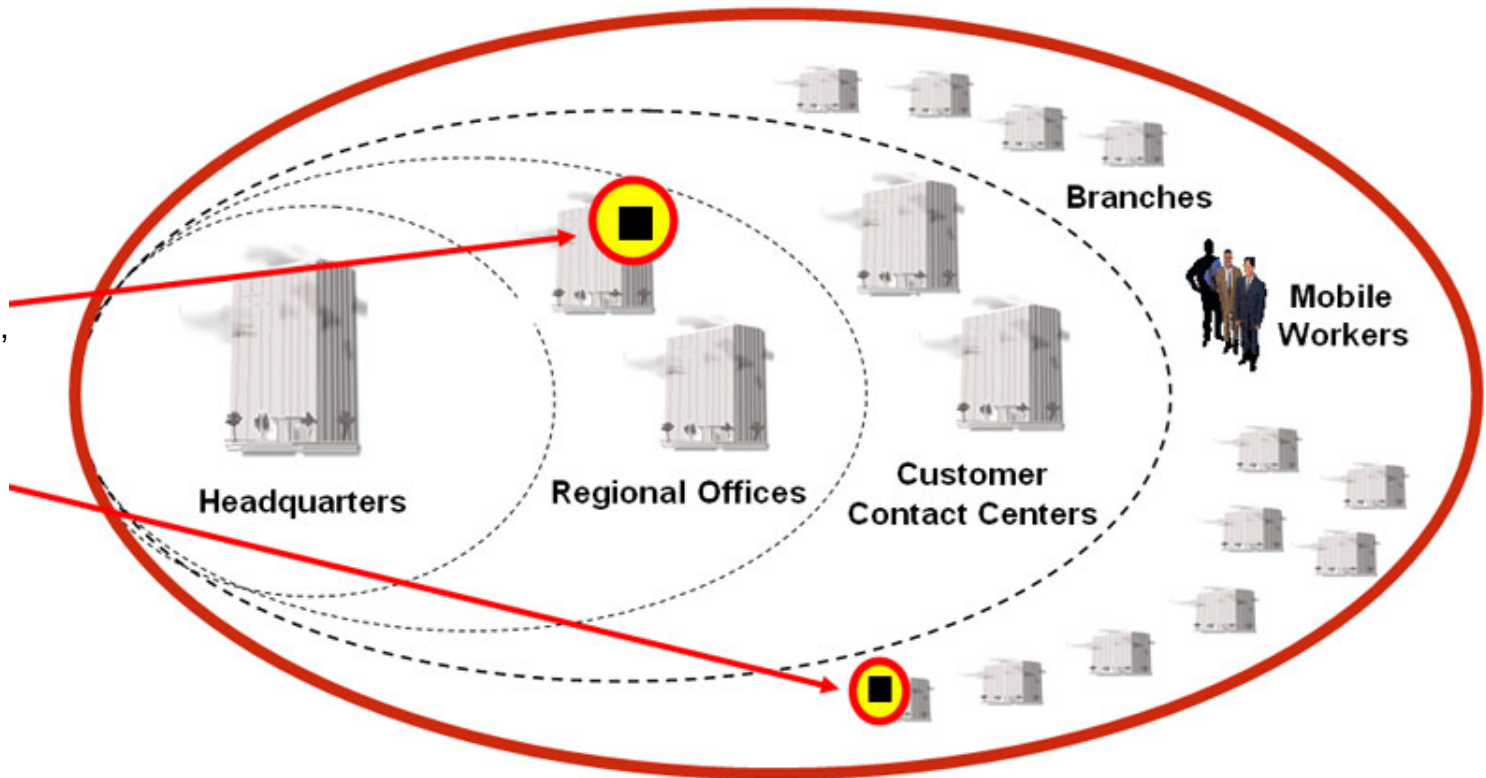 Branches
Mobile
Workers
,
Headquarters
Regional Offices
Customer
Contact Centers